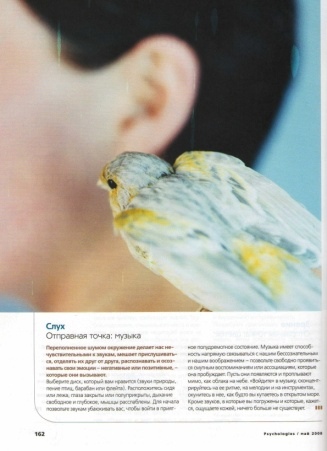 Слух
Отправная точка: музыка
Переполненное шумом окружение делает нас не-
чувствительными к звукам, мешает прислушивать-
ся, отделять их друг от друга, распознавать и осоз-
навать свои эмоции – негативные или позитивные, –
которые они вызывают.
Выберите диск, который вам нравится (звуки природы,
пение птиц, барабан или флейта). Расположитесь сидя
или лежа, глаза закрыты или полуприкрыты, дыхание
свободное и глубокое, мышцы расслаблены. Для начала
позвольте звукам убаюкивать вас, чтобы войти в прият-
ное полудремотное состояние. Музыка имеет способ-
ность напрямую связываться с нашим бессознательным
и нашим воображением – позвольте свободно проявить-
ся смутным воспоминаниям или ассоциациям, которые
она пробуждает. Пусть они появляются и проплывают
мимо, как облака на небе. «Войдите» в музыку, сконцент-
рируйтесь на ее ритме, на мелодии и на инструментах,
окунитесь в нее, как будто вы купаетесь в открытом море.
Кроме звуков, в которые вы погружены и которые, кажет-
ся, ощущаете кожей, ничего больше не существует.
162
Psychologies / май 2006